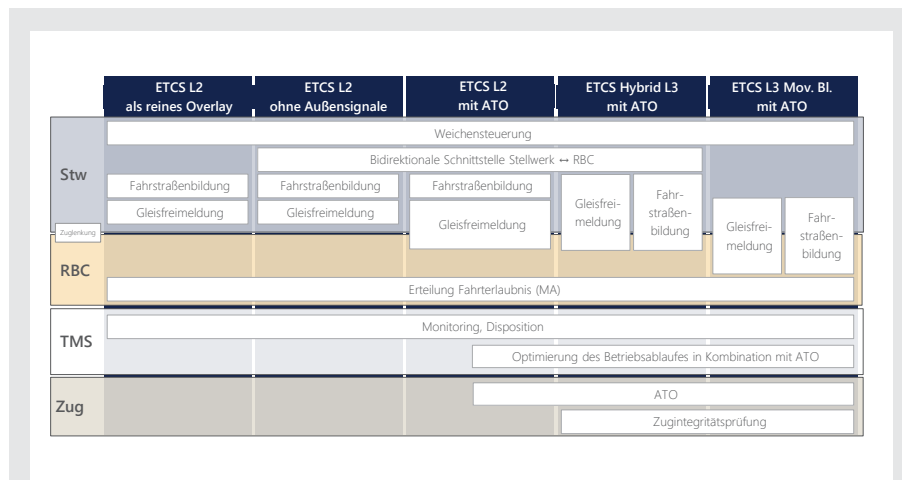 ETCS L2
als reines Overlay
ETCS L2
ohne Außensignale
ETCS L2
mit ATO
ETCS Hybrid L3
mit ATO
ETCS L3 Mov. Bl.
mit ATO
Stw
Weichensteuerung
Bidirektionale Schnittstelle Stellwerk ↔ RBC
Fahrstraßenbildung
Fahrstraßenbildung
Fahrstraßenbildung
Gleisfreimeldung
Gleisfreimeldung
Gleisfreimeldung
Gleisfrei-
meldung
Fahr-
straßen-
bildung
Gleisfrei-
meldung
Fahr-
straßen-
bildung
Zuglenkung
RBC
Erteilung Fahrterlaubnis (MA)
TMS
Monitoring, Disposition
Optimierung des Betriebsablaufes in Kombination mit ATO
Zug
ATO
Zugintegritätsprüfung